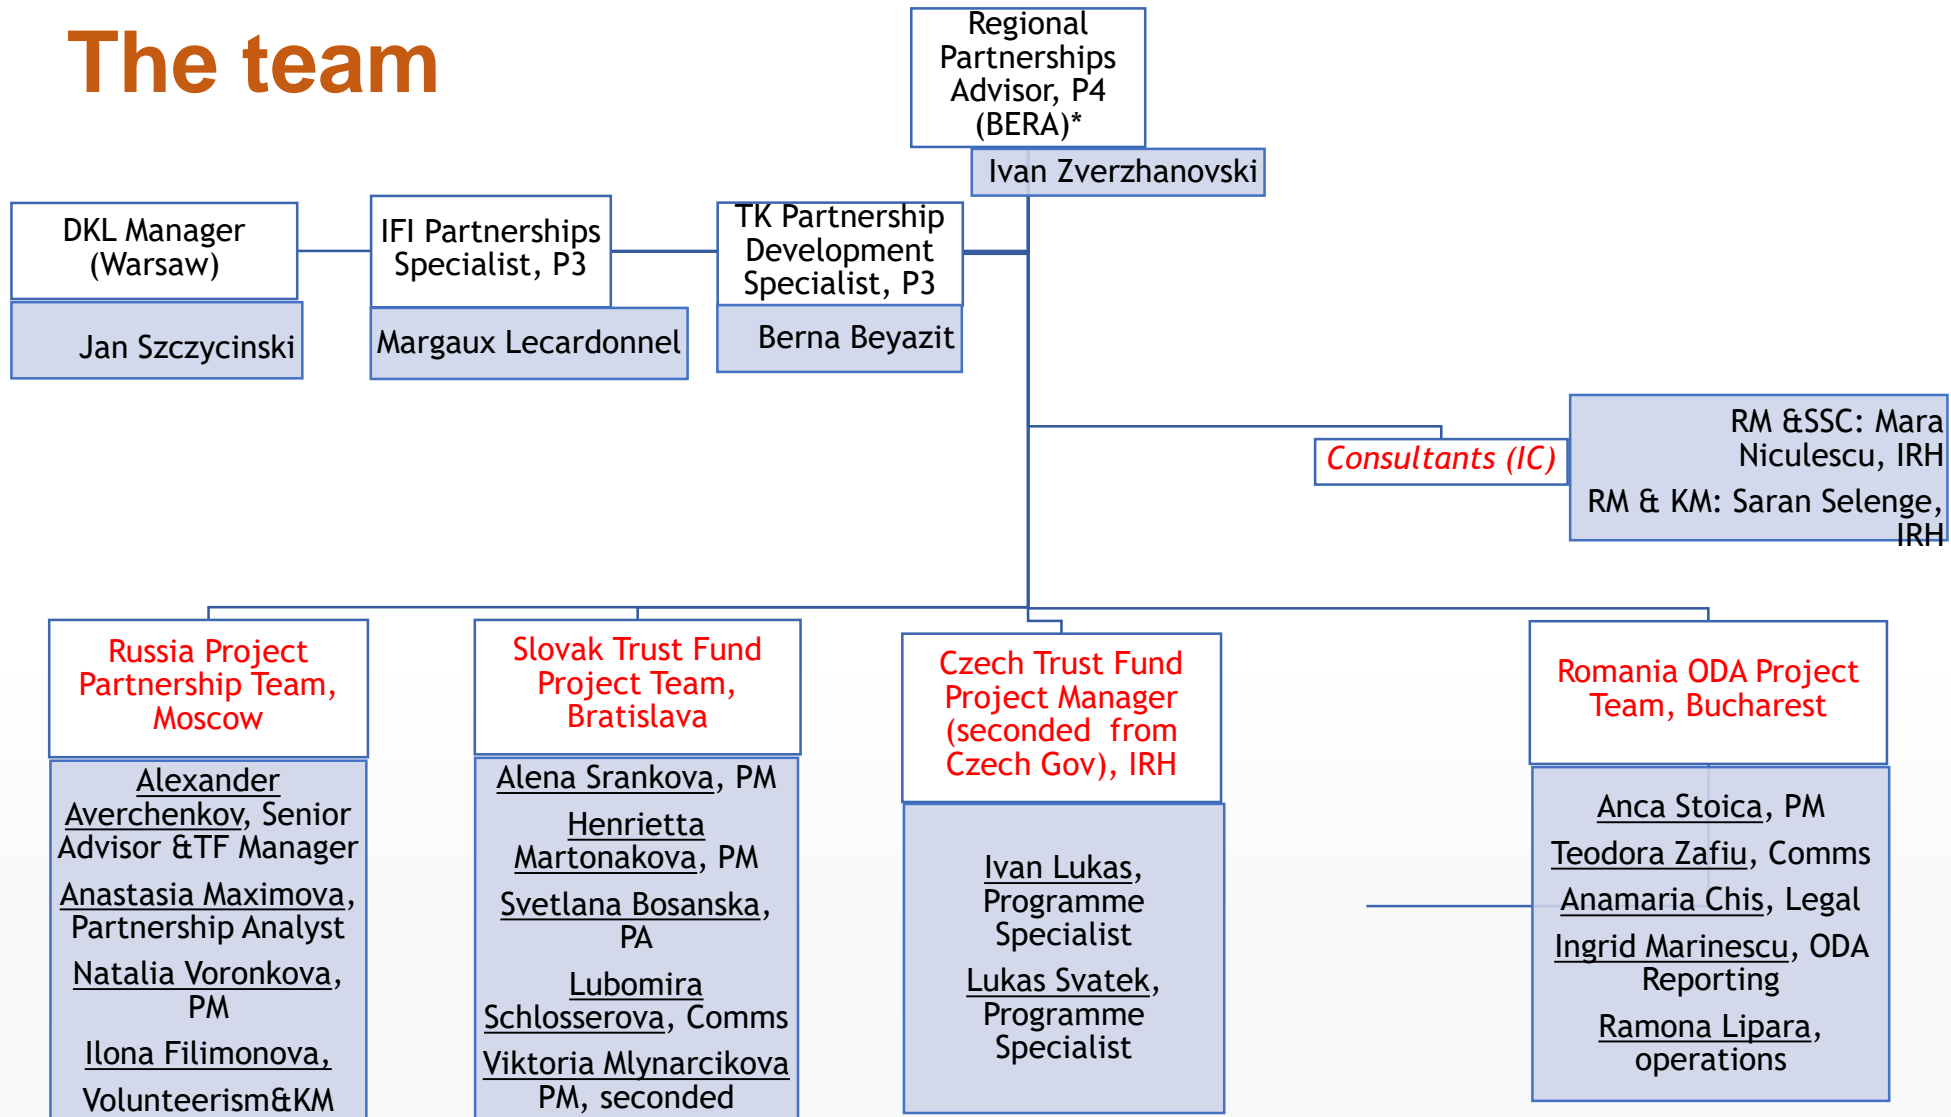 The team
Regional
Partnerships
Advisor, P4
(BERA)*
Ivan Zverzhanovski
DKL Manager
(Warsaw)
Jan Szczycinski
IFI Partnerships
Specialist, P3
Margaux Lecardonnel
TK Partnership
Development
Specialist, P3
Berna Beyazit
Consultants (IC)
RM &SSC: Mara
Niculescu, IRH
RM & KM: Saran Selenge,
IRH
Russia Project
Partnership Team,
Moscow
Alexander
Averchenkov, Senior
Advisor &TF Manager
Anastasia Maximova,
Partnership Analyst
Natalia Voronkova,
PM
Ilona Filimonova,
Volunteerism&KM
Slovak Trust Fund
Project Team,
Bratislava
Alena Srankova, PM
Henrietta
Martonakova, PM
Svetlana Bosanska,
PA
Lubomira
Schlosserova, Comms
Viktoria Mlynarcikova
PM, seconded
Czech Trust Fund
Project Manager
(seconded from
Czech Gov), IRH
Ivan Lukas,
Programme
Specialist
Lukas Svatek,
Programme
Specialist
Romania ODA Project
Team, Bucharest
Anca Stoica, PM
Teodora Zafiu, Comms
Anamaria Chis, Legal
Ingrid Marinescu, ODA
Reporting
Ramona Lipara,
operations